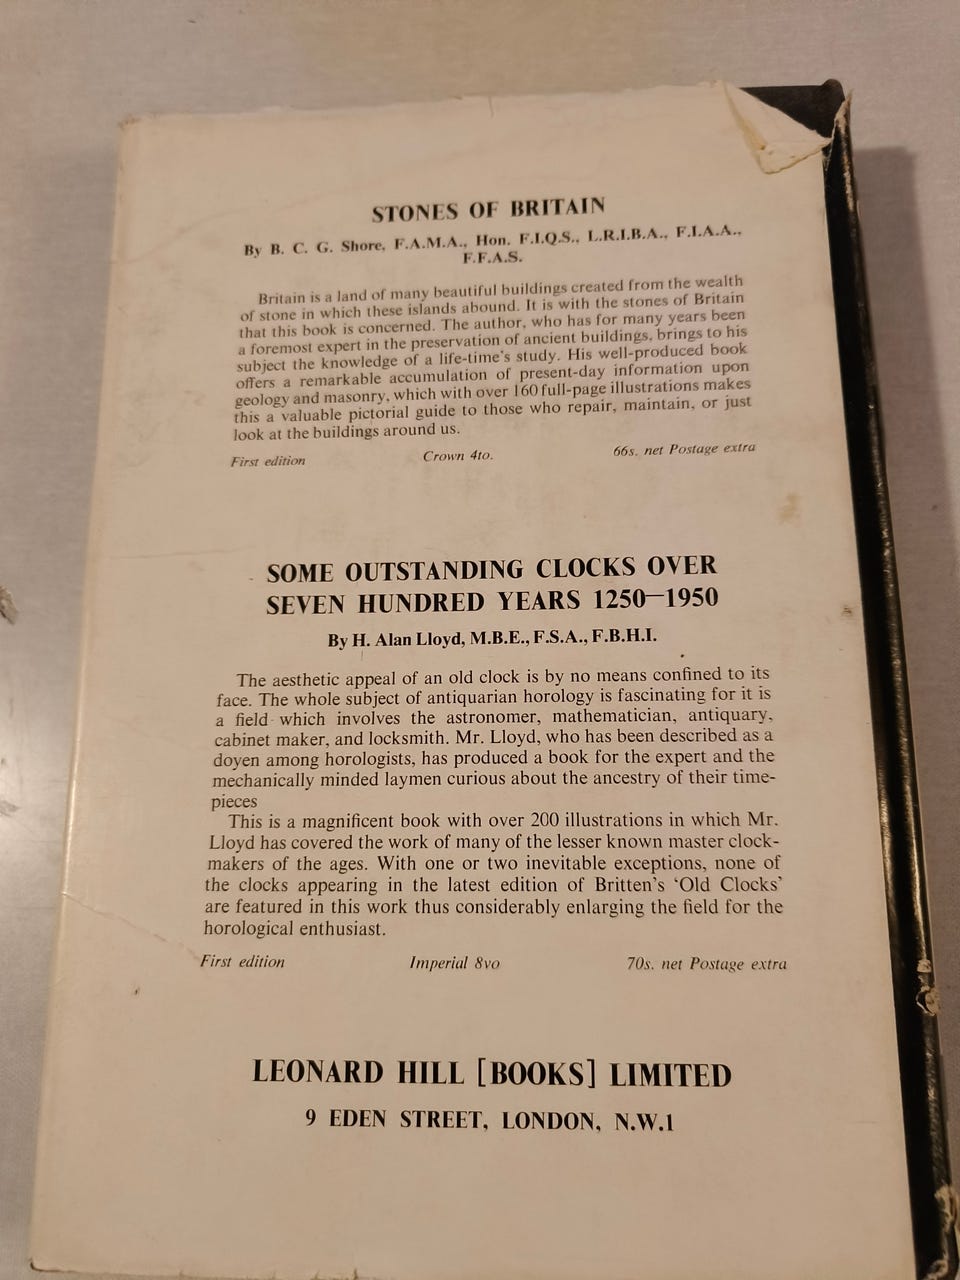 STONES OF BRITAIN
By B. C. G. Shore, F.A.M.A., Hon. F.I.Q.S., L.R.I.B.A., F.I.A.A.,
F.F.A.S.
Britain is a land of many beautiful buildings created from the wealth
of stone in which these islands abound. It is with the stones of Britain
that this book is concerned. The author, who has for many years been
a foremost expert in the preservation of ancient buildings, brings to his
subject the knowledge of a life-time's study. His well-produced book
offers a remarkable accumulation of present-day information upon
geology and masonry, which with over 160 full-page illustrations makes
this a valuable pictorial guide to those who repair, maintain, or just
look at the buildings around us.
First edition Crown 4to. 66s. net Postage extra
SOME OUTSTANDING CLOCKS OVER
SEVEN HUNDRED YEARS 1250—1950
By H. Alan Lloyd, M.B.E., F.S.A., F.B.H.I.
The aesthetic appeal of an old clock is by no means confined to its
face. The whole subject of antiquarian horology is fascinating for it is
a field which involves the astronomer, mathematician, antiquary,
cabinet maker, and locksmith. Mr. Lloyd, who has been described as a
doyen among horologists, has produced a book for the expert and the
mechanically minded laymen curious about the ancestry of their time-
pieces
This is a magnificent book with over 200 illustrations in which Mr.
Lloyd has covered the work of many of the lesser known master clock-
makers of the ages. With one or two inevitable exceptions, none of
the clocks appearing in the latest edition of Britten's 'Old Clocks'
are featured in this work thus considerably enlarging the field for the
horological enthusiast.
First edition Imperial 8vo 70s. net Postage extra
LEONARD HILL [BOOKS] LIMITED
9 EDEN STREET, LONDON, N.W.1